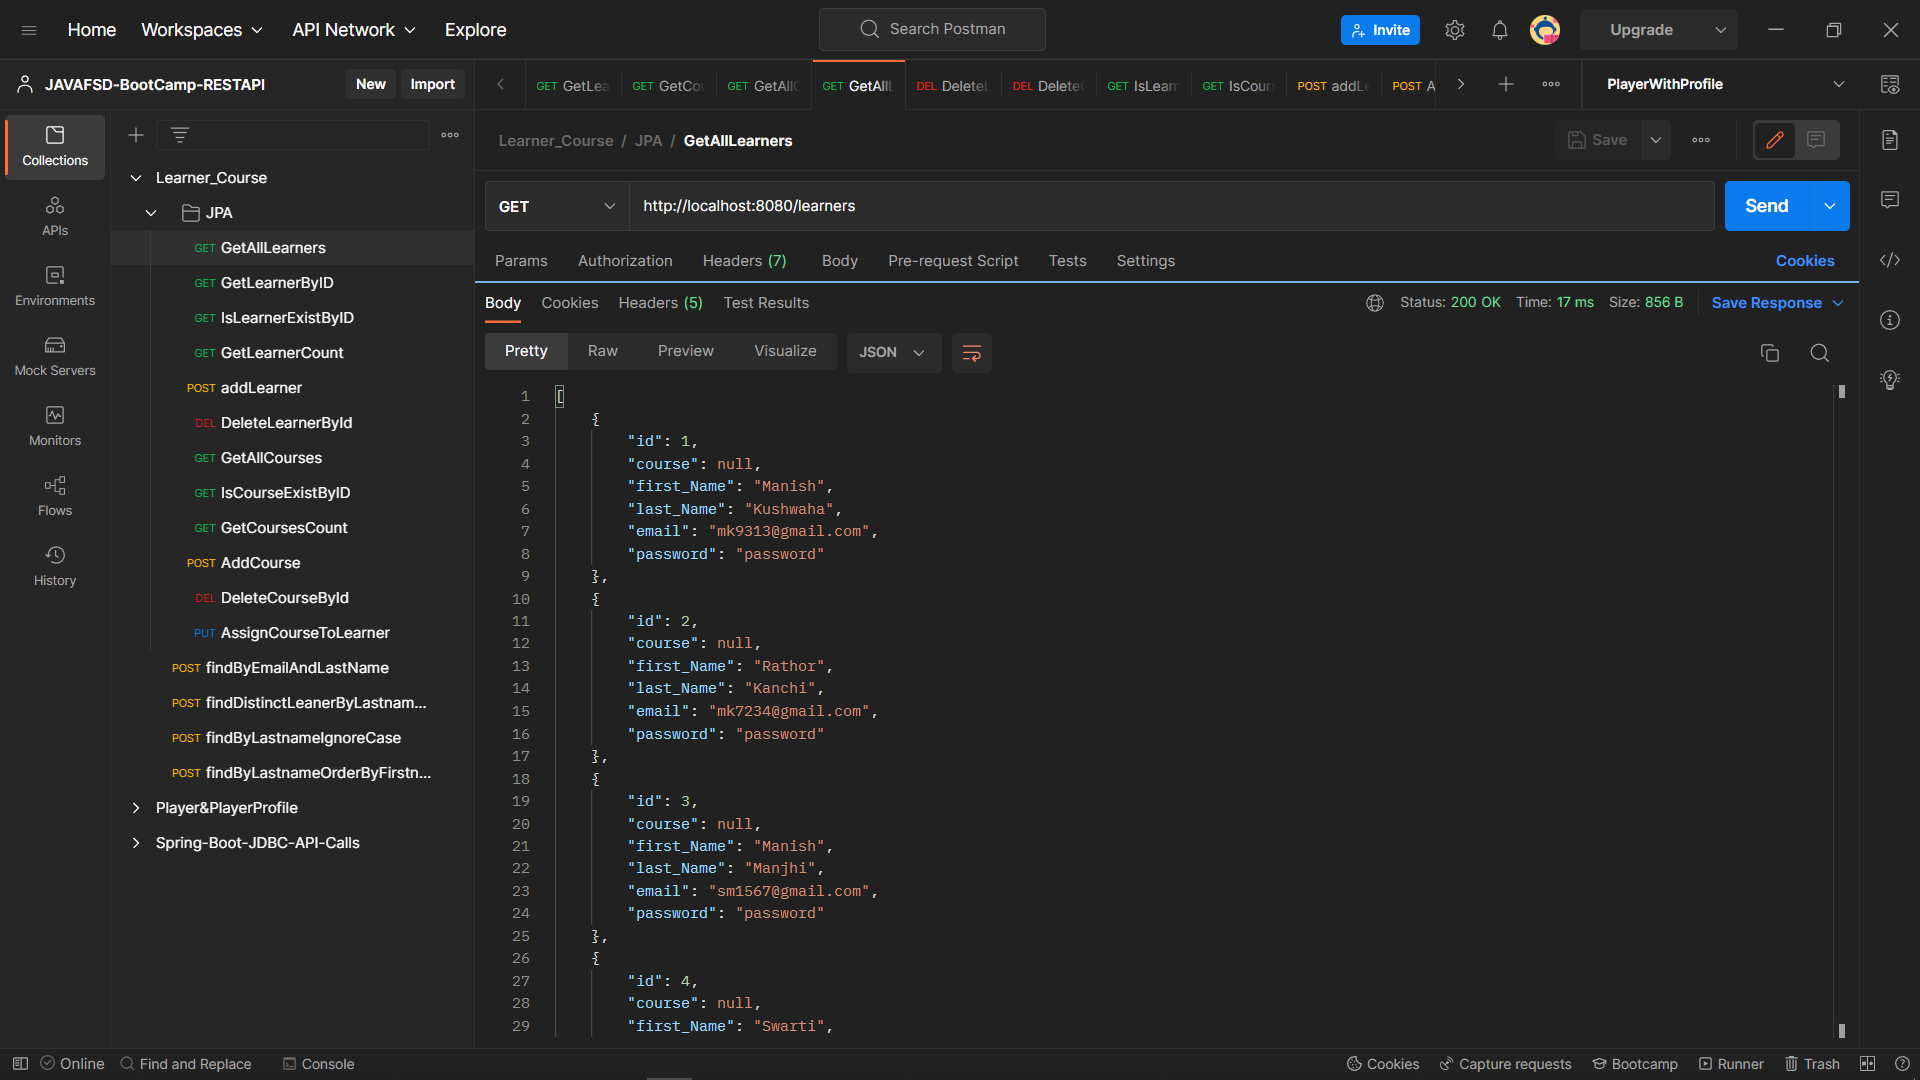 Home Workspaces API Network Explore Search Postman Invite Upgrade
JAVAFSD-BootCamp-RESTAPI New Import
GET GetLea GET GetCo GET GetAllC GET GetAllL DEL DeleteL DEL Delete GET IsLearn GET IsCour POST addLe POST A PlayerWithProfile
Collections
APIs
Environments
Mock Servers
Monitors
Flows
History
Learner_Course
JPA
GET GetAllLearners
GET GetLearnerByID
GET IsLearnerExistByID
GET GetLearnerCount
POST addLearner
DEL DeleteLearnerById
GET GetAllCourses
GET IsCourseExistByID
GET GetCoursesCount
POST AddCourse
DEL DeleteCourseById
PUT AssignCourseToLearner
POST findByEmailAndLastName
POST findDistinctLeanerByLastnam...
POST findByLastnameIgnoreCase
POST findByLastnameOrderByFirstn...
Player&PlayerProfile
Spring-Boot-JDBC-API-Calls
Learner_Course / JPA / GetAllLearners Save
GET http://localhost:8080/learners Send
Params Authorization Headers (7) Body Pre-request Script Tests Settings Cookies
Body Cookies Headers (5) Test Results Status: 200 OK Time: 17 ms Size: 856 B Save Response
Pretty Raw Preview Visualize JSON
1 [
2 {
3 "id": 1,
4 "course": null,
5 "first_Name": "Manish",
6 "last_Name": "Kushwaha",
7 "email": "mk9313@gmail.com",
8 "password": "password"
9 },
10 {
11 "id": 2,
12 "course": null,
13 "first_Name": "Rathor",
14 "last_Name": "Kanchi",
15 "email": "mk7234@gmail.com",
16 "password": "password"
17 },
18 {
19 "id": 3,
20 "course": null,
21 "first_Name": "Manish",
22 "last_Name": "Manjhi",
23 "email": "sm1567@gmail.com",
24 "password": "password"
25 },
26 {
27 "id": 4,
28 "course": null,
29 "first_Name": "Swarti",
Online Find and Replace Console Cookies Capture requests Bootcamp Runner Trash